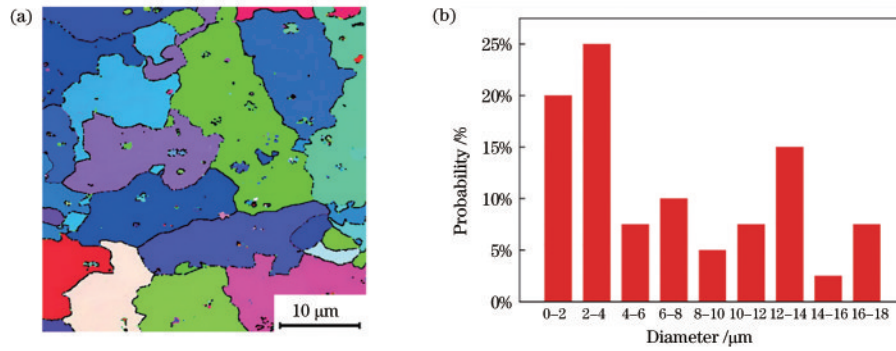 (a)
10 μm
(b)
Probability /%
25%
20%
15%
10%
5%
0%
0-2 2-4 4-6 6-8 8-10 10-12 12-14 14-16 16-18
Diameter /μm